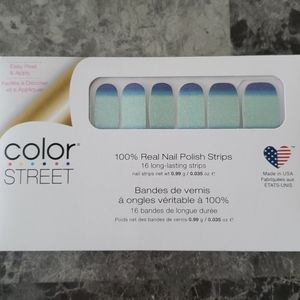 Easy Peel
& Apply
Faciles à Décoller
et à Appliquer
color®
STREET
100% Real Nail Polish Strips
16 long-lasting strips
nail strips net wt 0.99 g / 0.035 oz ℮
Bandes de vernis
à ongles véritable à 100%
16 bandes de longue durée
Poids net des bandes de vernis 0.99 g / 0.035 oz ℮
Made in USA
Fabriquées aux
ÉTATS-UNIS